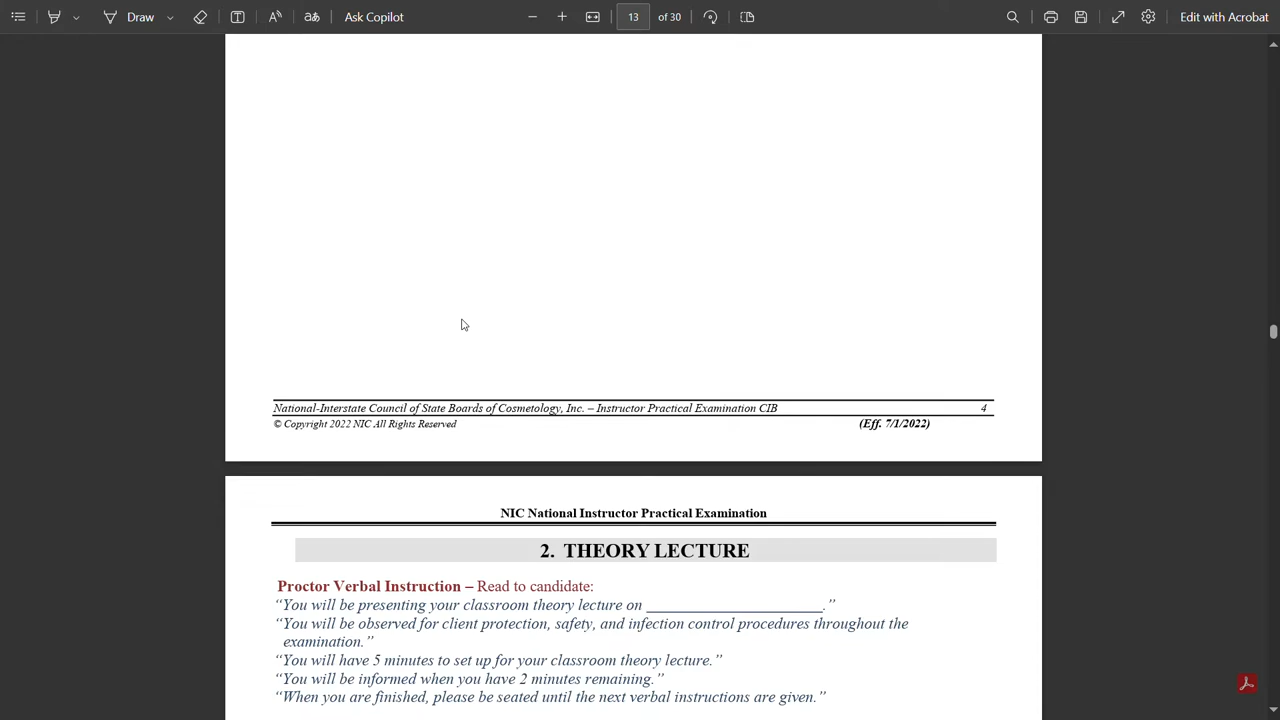 Draw
aあ
Ask Copilot
13 of 30
Edit with Acrobat
National-Interstate Council of State Boards of Cosmetology, Inc. – Instructor Practical Examination CIB 4
© Copyright 2022 NIC All Rights Reserved (Eff. 7/1/2022)
NIC National Instructor Practical Examination
2. THEORY LECTURE
Proctor Verbal Instruction – Read to candidate:
“You will be presenting your classroom theory lecture on ______________________.”
“You will be observed for client protection, safety, and infection control procedures throughout the
examination.”
“You will have 5 minutes to set up for your classroom theory lecture.”
“You will be informed when you have 2 minutes remaining.”
“When you are finished, please be seated until the next verbal instructions are given.”